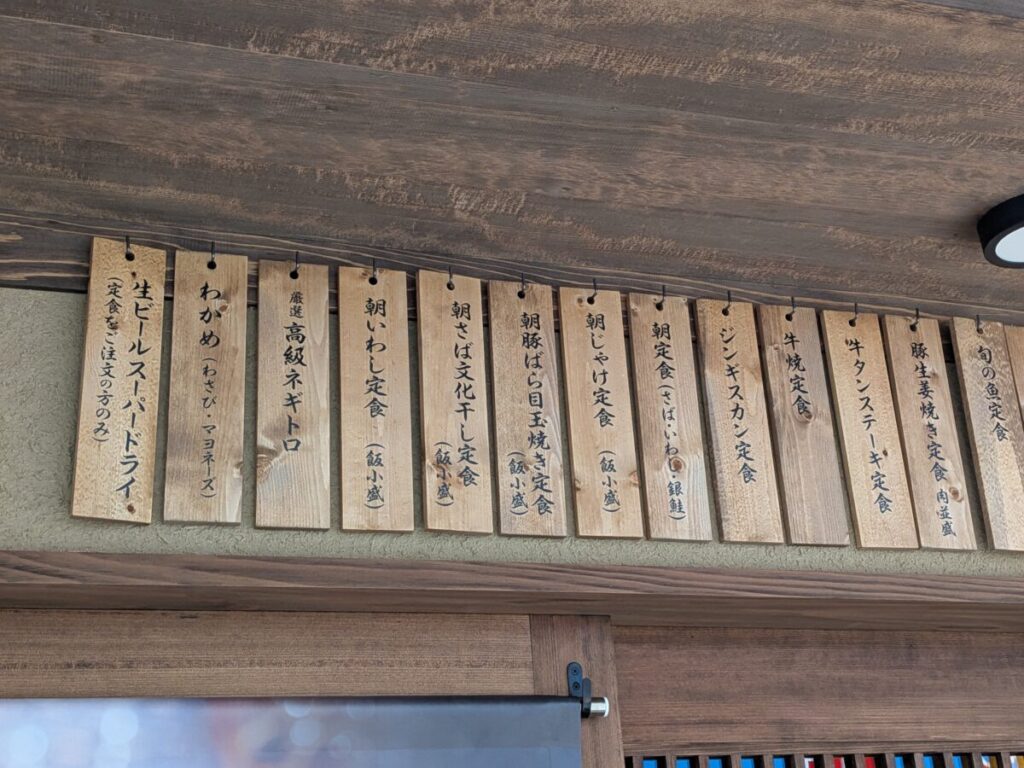 旬の魚定食
豚生姜焼き定食 肉並盛
牛タンステーキ定食
牛焼定食
ジンギスカン定食
朝定食(さば・いわし・銀鮭)
朝じゃけ定食(飯小盛)
朝豚ばら目玉焼き定食(飯小盛)
朝さば文化干し定食(飯小盛)
朝いわし定食(飯小盛)
厳選 高級ネギトロ
わかめ(わさび・マヨネーズ)
生ビールスーパードライ
(定食をご注文の方のみ)